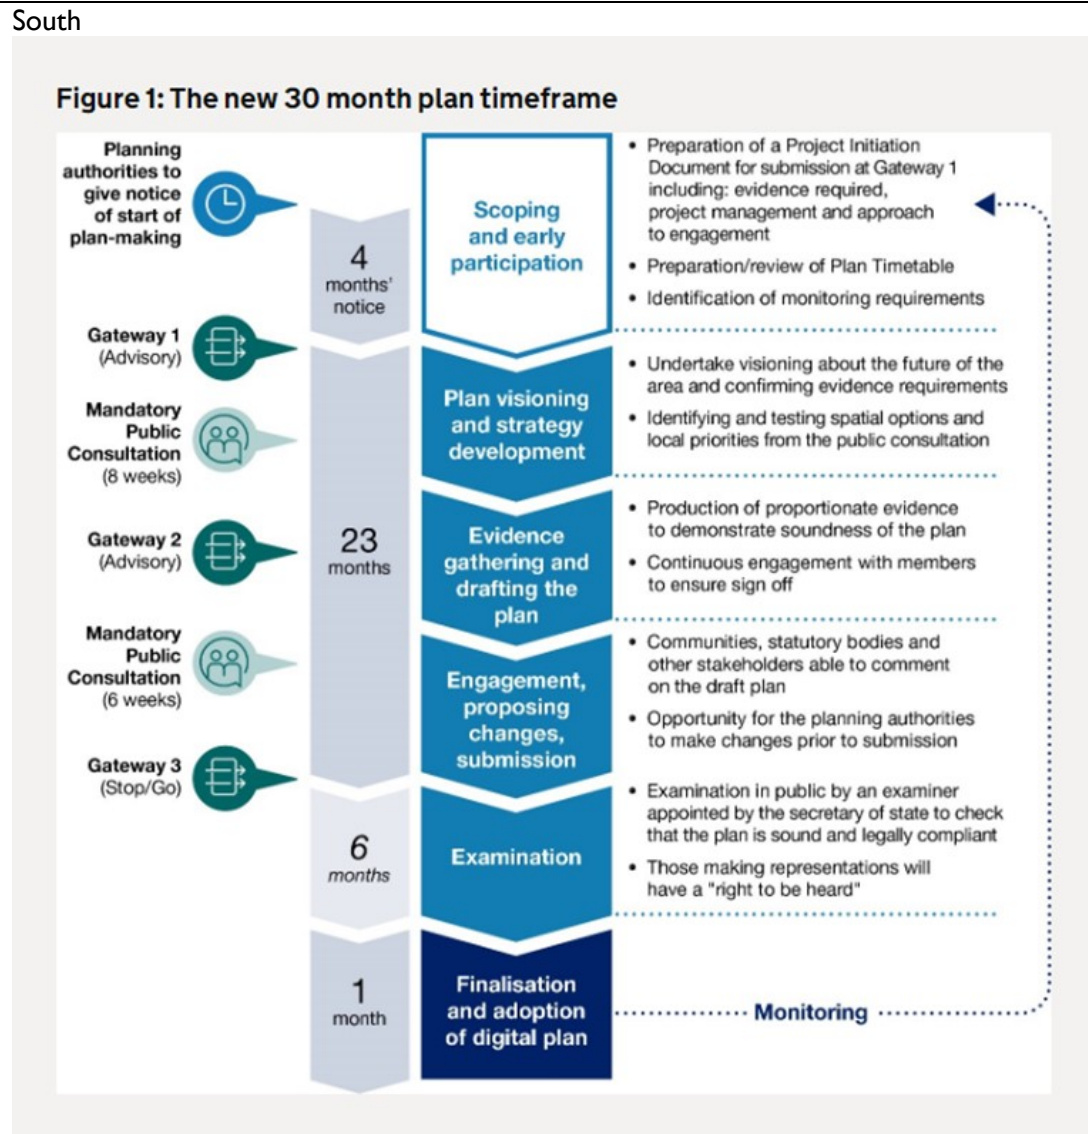 South
Figure 1: The new 30 month plan timeframe
Planning
authorities to
give notice
of start of
plan-making
4
months'
notice
Scoping
and early
participation
• Preparation of a Project Initiation
Document for submission at Gateway 1
including: evidence required,
project management and approach
to engagement
• Preparation/review of Plan Timetable
• Identification of monitoring requirements
Gateway 1
(Advisory)
Mandatory
Public
Consultation
(8 weeks)
Plan visioning
and strategy
development
• Undertake visioning about the future of the
area and confirming evidence requirements
• Identifying and testing spatial options and
local priorities from the public consultation
Gateway 2
(Advisory)
23
months
Evidence
gathering and
drafting the
plan
• Production of proportionate evidence
to demonstrate soundness of the plan
• Continuous engagement with members
to ensure sign off
Mandatory
Public
Consultation
(6 weeks)
Engagement,
proposing
changes,
submission
• Communities, statutory bodies and
other stakeholders able to comment
on the draft plan
• Opportunity for the planning authorities
to make changes prior to submission
Gateway 3
(Stop/Go)
6
months
Examination
• Examination in public by an examiner
appointed by the secretary of state to check
that the plan is sound and legally compliant
• Those making representations will
have a "right to be heard"
1
month
Finalisation
and adoption
of digital plan
Monitoring